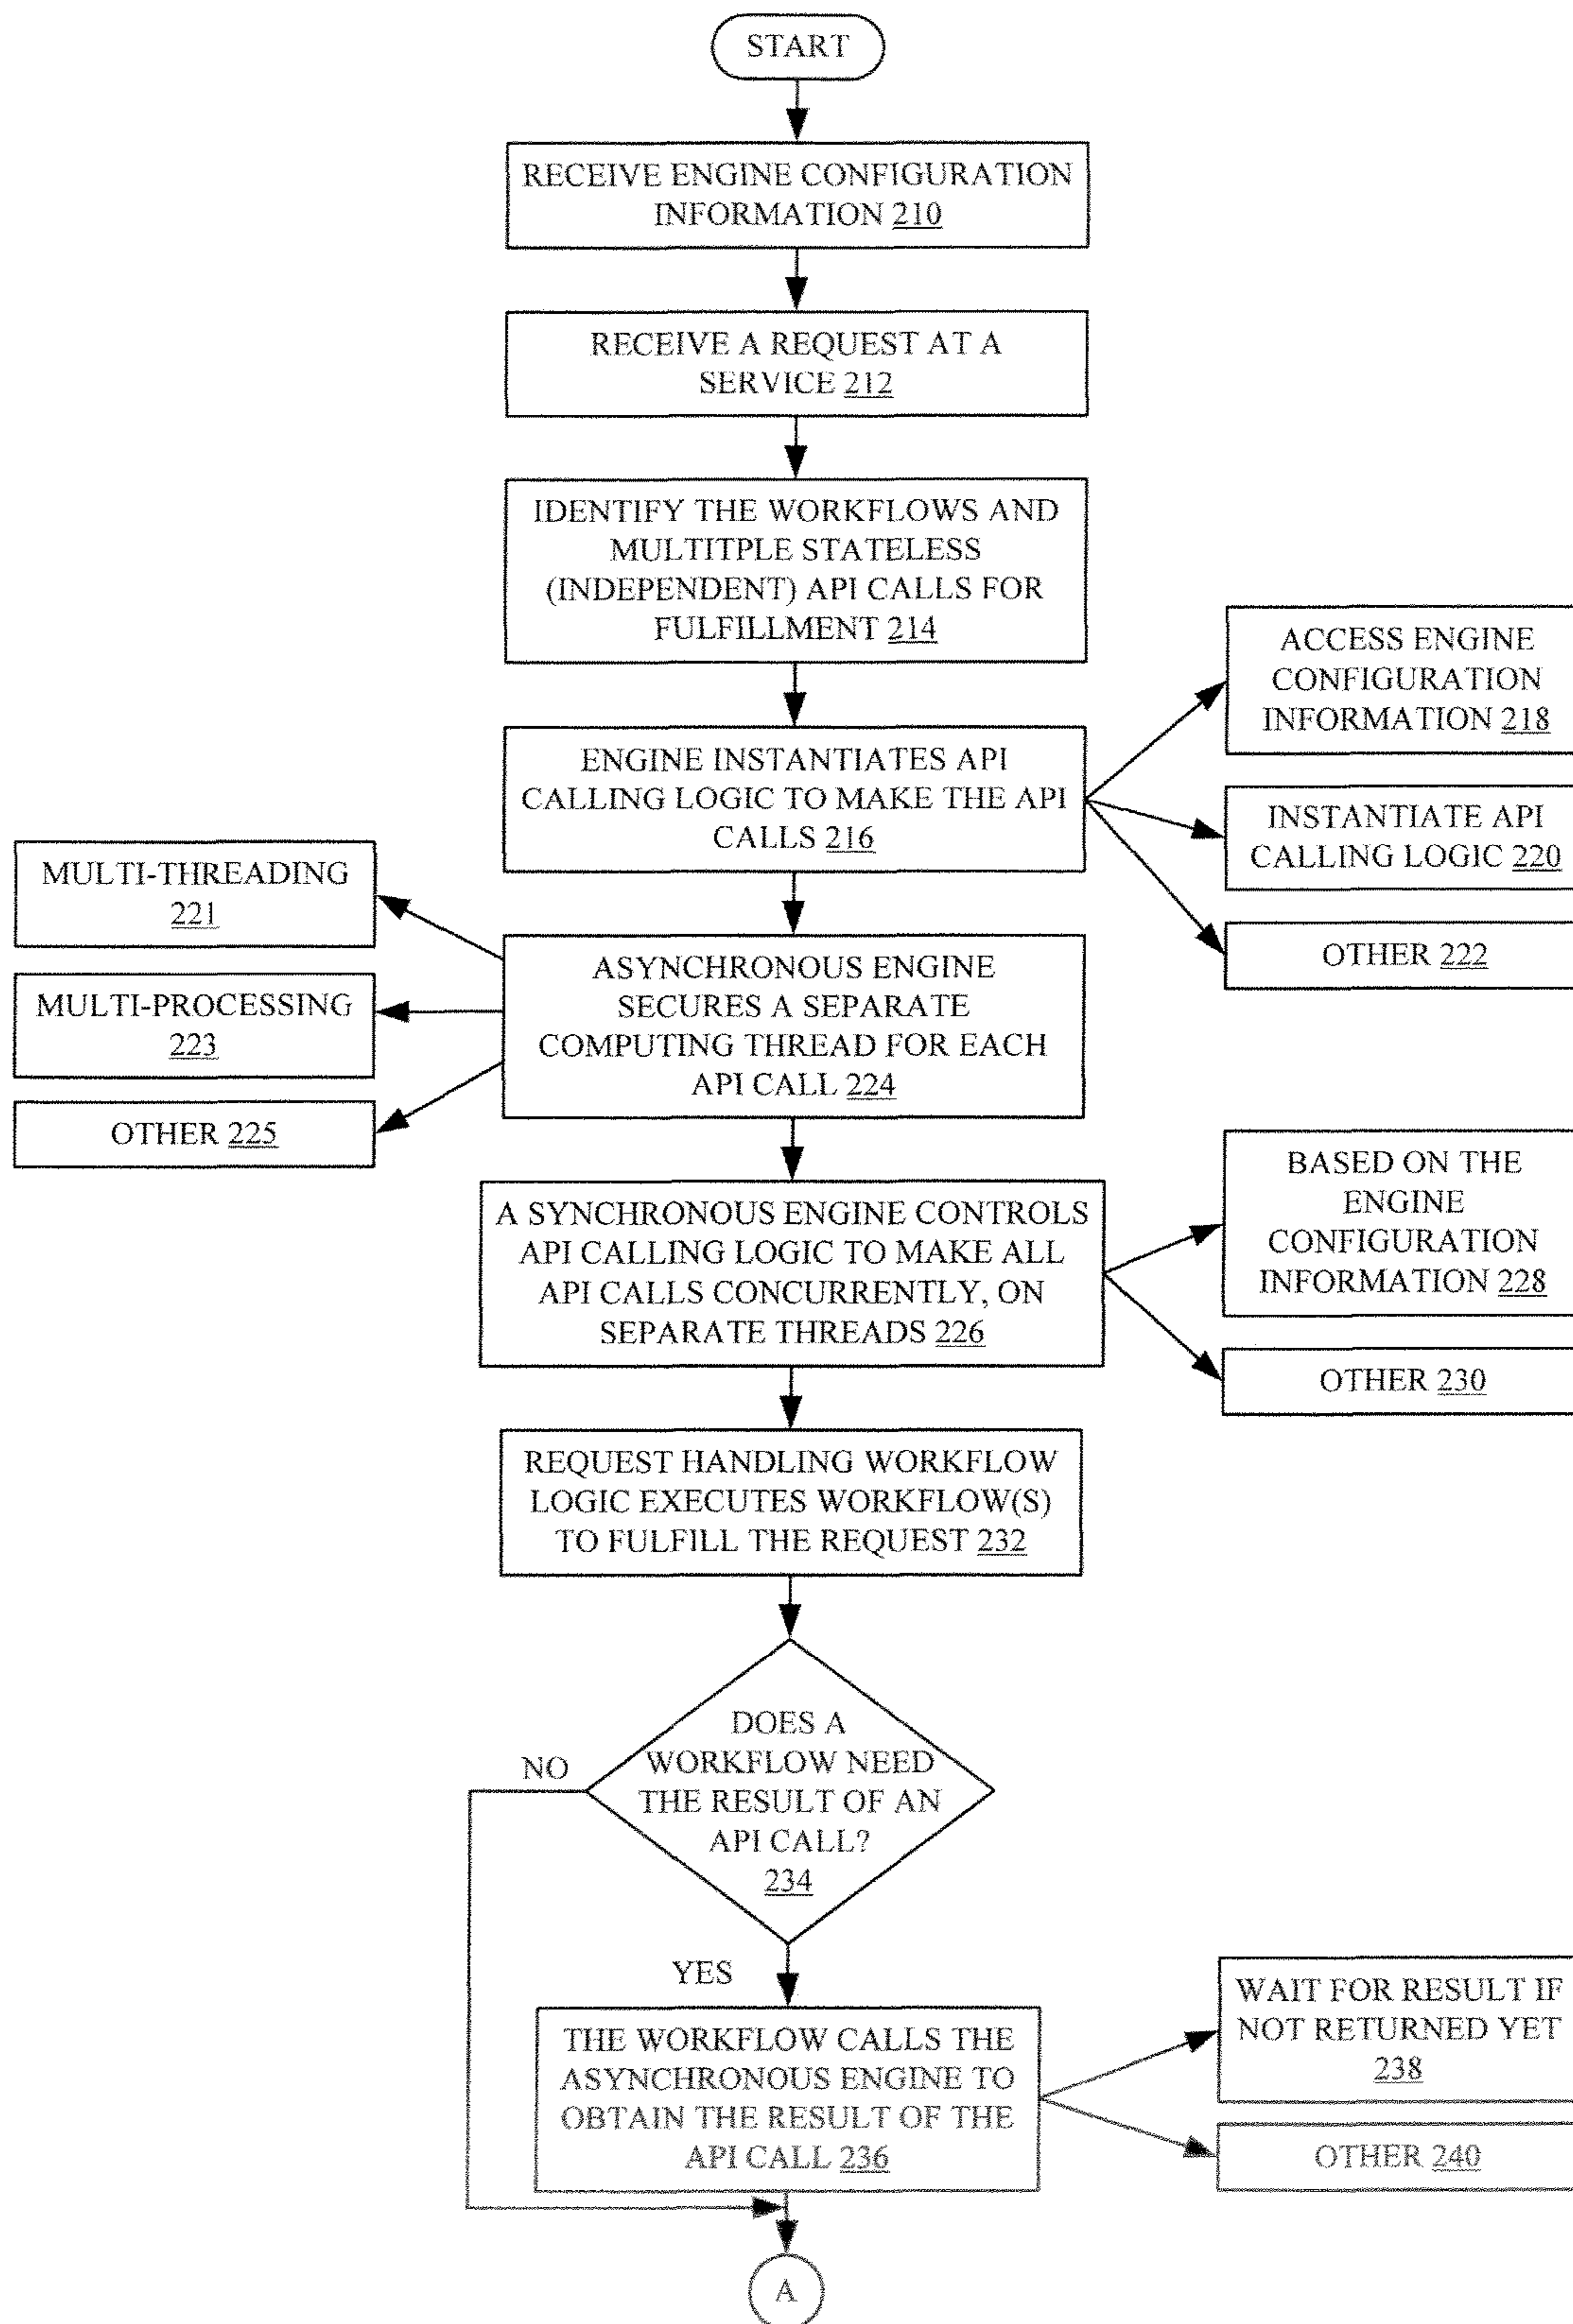 START
RECEIVE ENGINE CONFIGURATION
INFORMATION 210
RECEIVE A REQUEST AT A
SERVICE 212
IDENTIFY THE WORKFLOWS AND
MULTITPLE STATELESS
(INDEPENDENT) API CALLS FOR
FULFILLMENT 214
ENGINE INSTANTIATES API
CALLING LOGIC TO MAKE THE API
CALLS 216
ACCESS ENGINE
CONFIGURATION
INFORMATION 218
INSTANTIATE API
CALLING LOGIC 220
OTHER 222
ASYNCHRONOUS ENGINE
SECURES A SEPARATE
COMPUTING THREAD FOR EACH
API CALL 224
MULTI-THREADING
221
MULTI-PROCESSING
223
OTHER 225
A SYNCHRONOUS ENGINE CONTROLS
API CALLING LOGIC TO MAKE ALL
API CALLS CONCURRENTLY, ON
SEPARATE THREADS 226
BASED ON THE
ENGINE
CONFIGURATION
INFORMATION 228
OTHER 230
REQUEST HANDLING WORKFLOW
LOGIC EXECUTES WORKFLOW(S)
TO FULFILL THE REQUEST 232
DOES A
WORKFLOW NEED
THE RESULT OF AN
API CALL?
234
NO
YES
THE WORKFLOW CALLS THE
ASYNCHRONOUS ENGINE TO
OBTAIN THE RESULT OF THE
API CALL 236
WAIT FOR RESULT IF
NOT RETURNED YET
238
OTHER 240
A